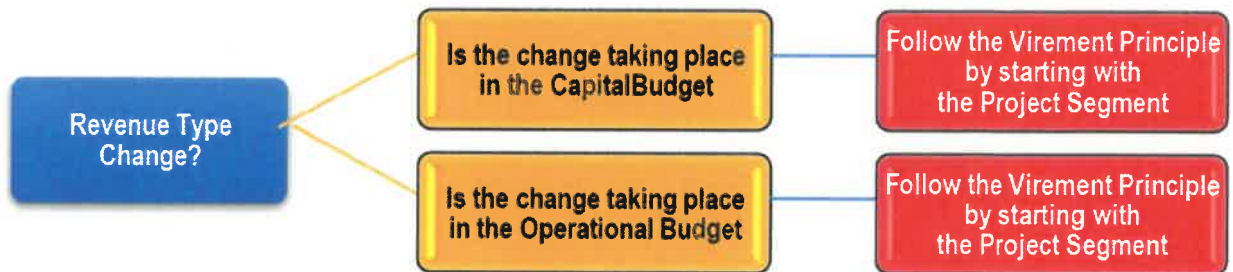 Revenue Type
Change?
Is the change taking place
in the CapitalBudget
Follow the Virement Principle
by starting with
the Project Segment
Is the change taking place
in the Operational Budget
Follow the Virement Principle
by starting with
the Project Segment